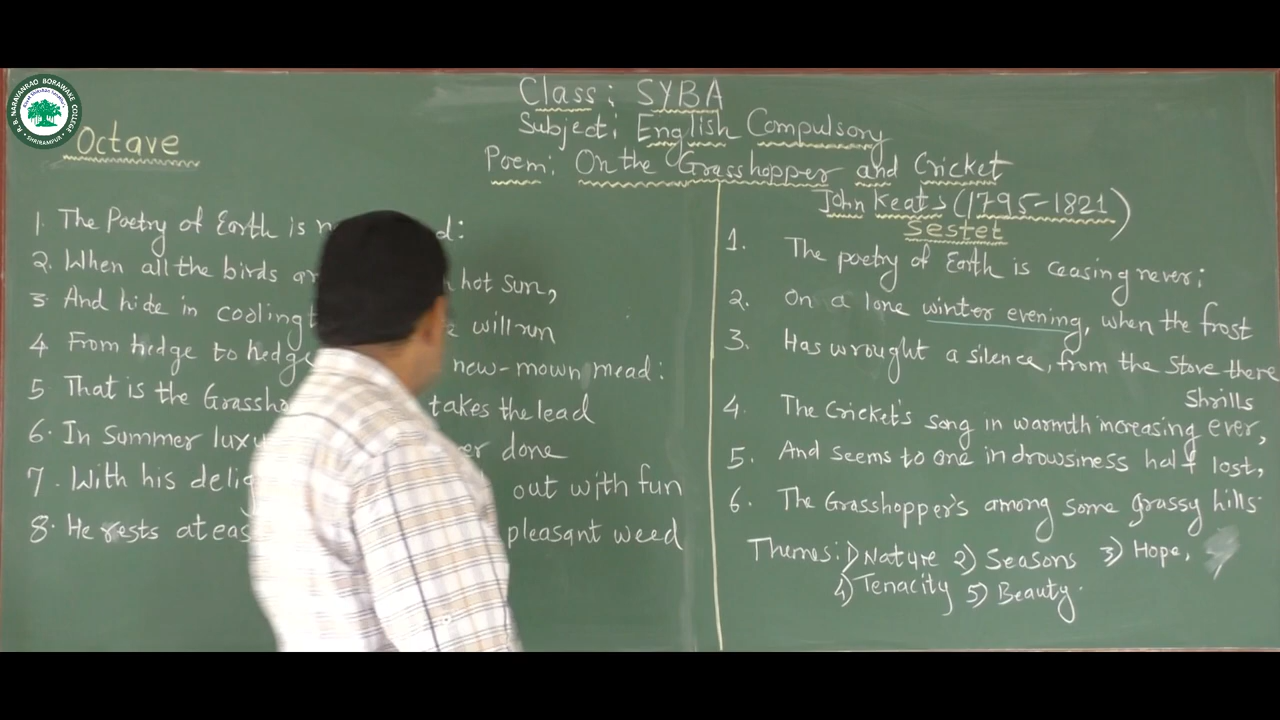 R. B. NARAYANRAO BORAWAKE COLLEGE
SHRIRAMPUR
Class: SYBA
Subject: English Compulsory
Poem: On the Grasshopper and Cricket
John Keats (1795-1821)
Octave
1. The Poetry of Earth is d:
2. When all the birds hot sun,
3 And hide in cooling will run
4 From hedge to hedge new-mown mead:
5 That is the takes the lead
6. In Summer done
7. With his out with fun
8. He rests at pleasant weed
Sestet
1. The poetry of Earth is ceasing never;
2. On a lone winter evening, when the frost
3. Has wrought a silence, from the Stove there
Shrills
4. The Cricket's song in warmth increasing ever,
5. And seems to one in drowsiness half lost,
6. The Grasshopper's among some grassy hills.
Themes: 1) Nature 2) Seasons 3) Hope,
4) Tenacity 5) Beauty.